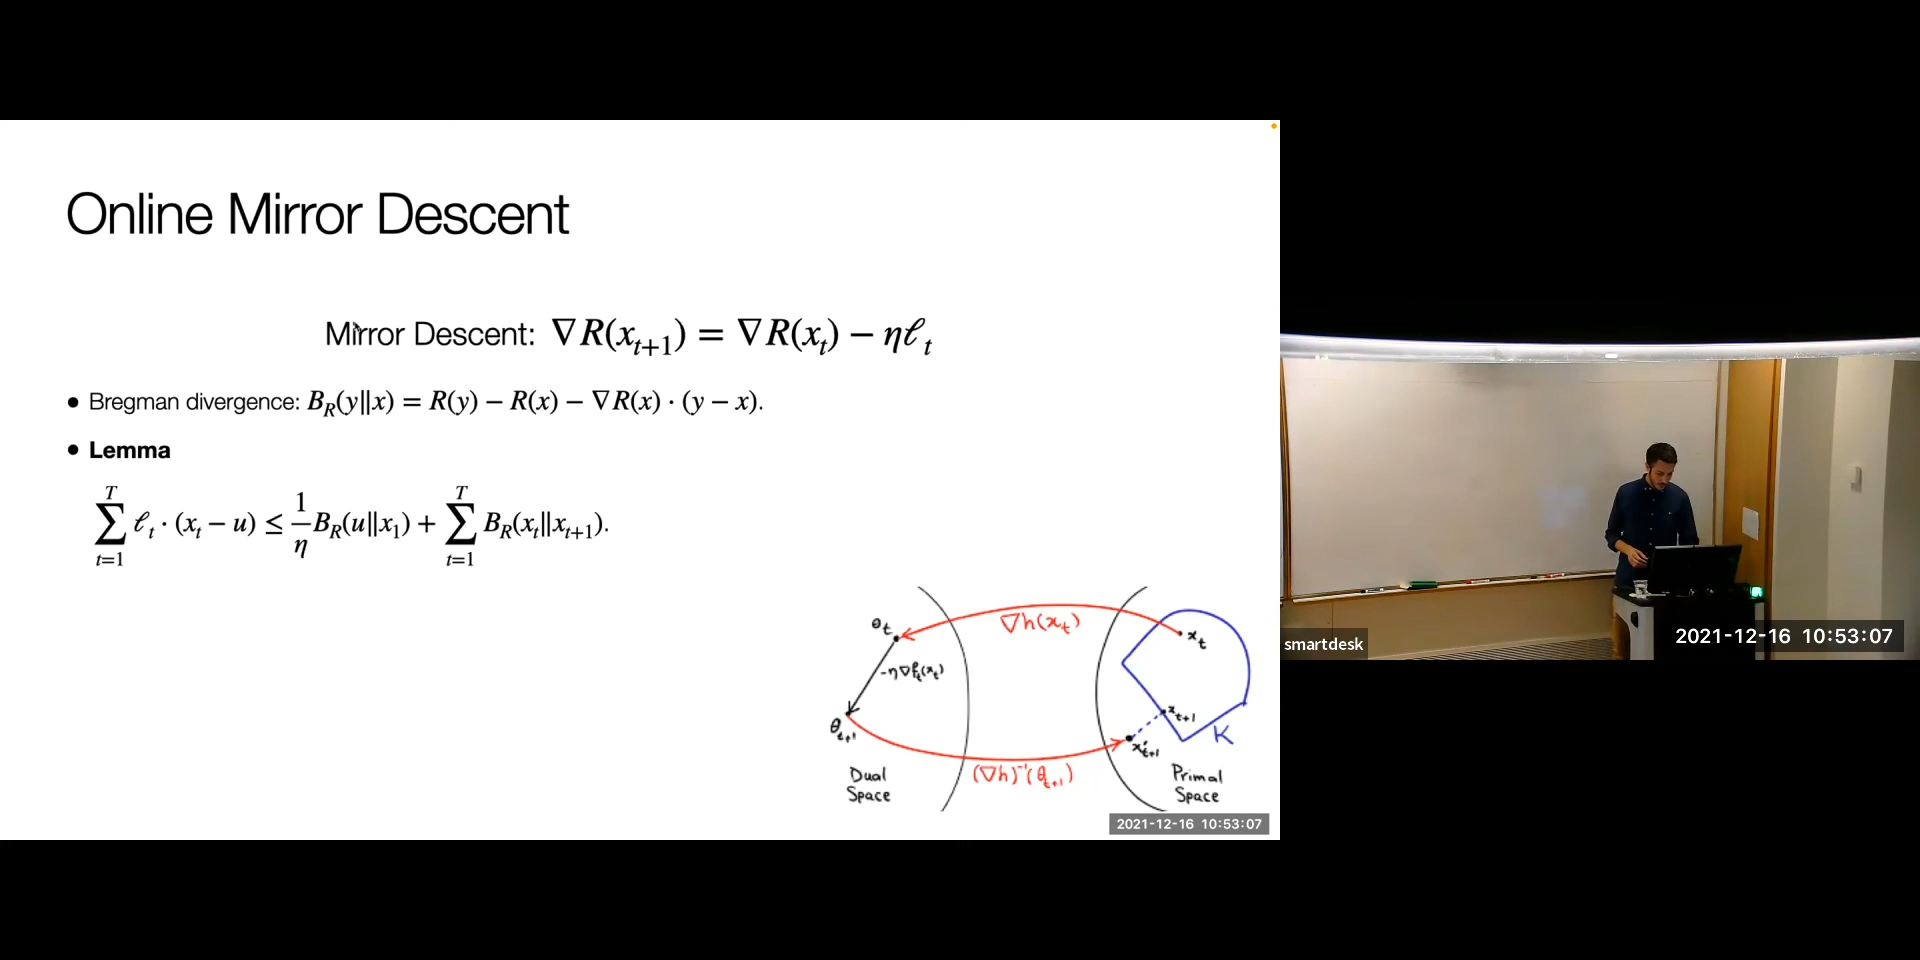 Online Mirror Descent
Mirror Descent: ∇R(x_{t+1}) = ∇R(x_t) − ηℓ_t
• Bregman divergence: B_R(y||x) = R(y) − R(x) − ∇R(x) · (y − x).
• Lemma
∑_{t=1}^{T} ℓ_t · (x_t − u) ≤ 1/η B_R(u||x_1) + ∑_{t=1}^{T} B_R(x_t||x_{t+1}).
θ_t
∇h(x_t)
x_t
-η∇f_t(x_t)
θ_{t+1}
x_{t+1}
x'_{t+1}
K
(∇h)^{-1}(θ_{t+1})
Dual
Space
Primal
Space
2021-12-16 10:53:07
smartdesk
2021-12-16 10:53:07